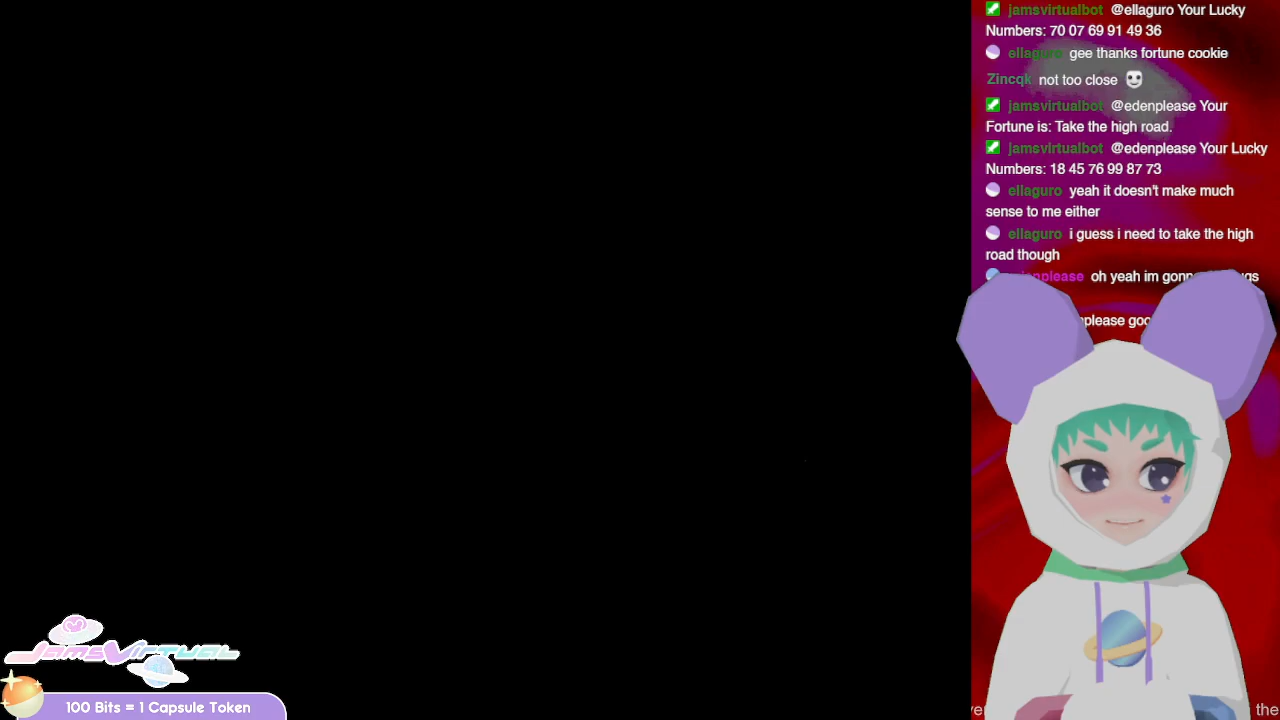 jamsvirtualbot @ellaguro Your Lucky
Numbers: 70 07 69 91 49 36
ellaguro gee thanks fortune cookie
Zincqk not too close
jamsvirtualbot @edenplease Your
Fortune is: Take the high road.
jamsvirtualbot @edenplease Your Lucky
Numbers: 18 45 76 99 87 73
ellaguro yeah it doesn't make much
sense to me either
ellaguro i guess i need to take the high
road though
oh yeah im
JamsVirtual
100 Bits = 1 Capsule Token
the